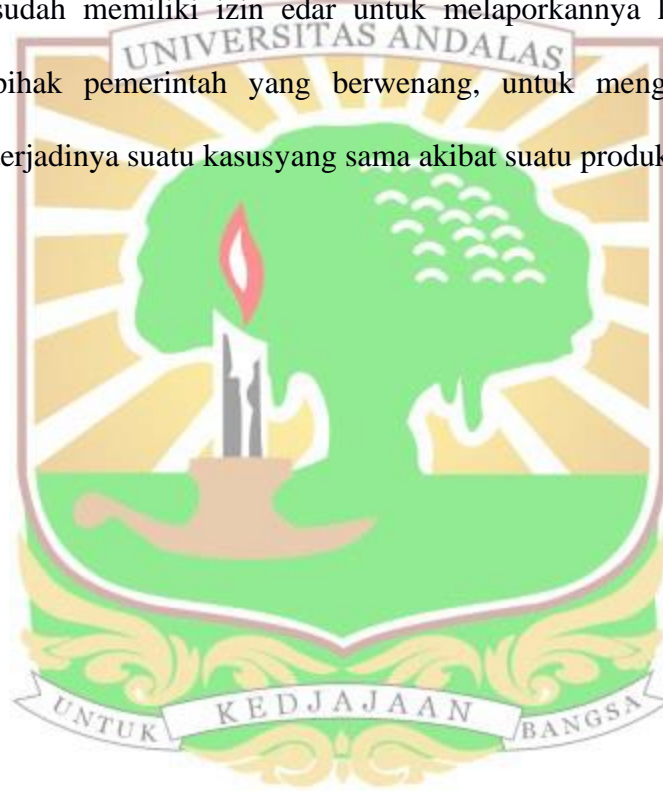 sudah memiliki izin edar untuk melaporkannya
UNIVERSITAS ANDALAS
pihak pemerintah yang berwenang, untuk meng
erjadinya suatu kasusyang sama akibat suatu produk
UNTUK KEDJAJAAN BANGSA